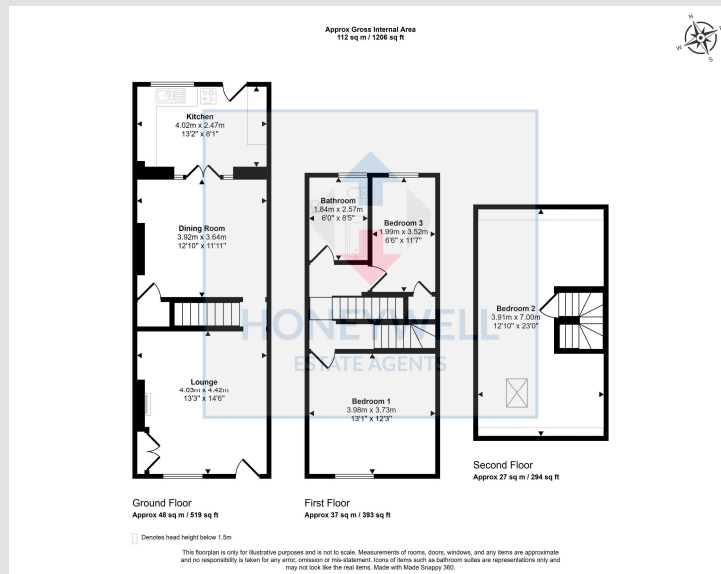 Approx Gross Internal Area
112 sq m / 1206 sq ft
N
W
S
Kitchen
4.02m x 2.47m
13'2" x 8'1"
Dining Room
3.92m x 3.64m
12'10" x 11'11"
Lounge
4.03m x 4.42m
13'3" x 14'6"
Bathroom
1.84m x 2.57m
6'0" x 8'5"
Bedroom 3
1.99m x 3.52m
6'6" x 11'7"
Bedroom 1
3.98m x 3.73m
13'1" x 12'3"
Bedroom 2
3.91m x 7.00m
12'10" x 23'0"
HONEYWELL
ESTATE AGENTS
Ground Floor
Approx 48 sq m / 519 sq ft
First Floor
Approx 37 sq m / 393 sq ft
Second Floor
Approx 27 sq m / 294 sq ft
Denotes head height below 1.5m
This floorplan is only for illustrative purposes and is not to scale. Measurements of rooms, doors, windows, and any items are approximate
and no responsibility is taken for any error, omission or mis-statement. Icons of items such as bathroom suites are representations only and
may not look like the real items. Made with Made Snappy 360.